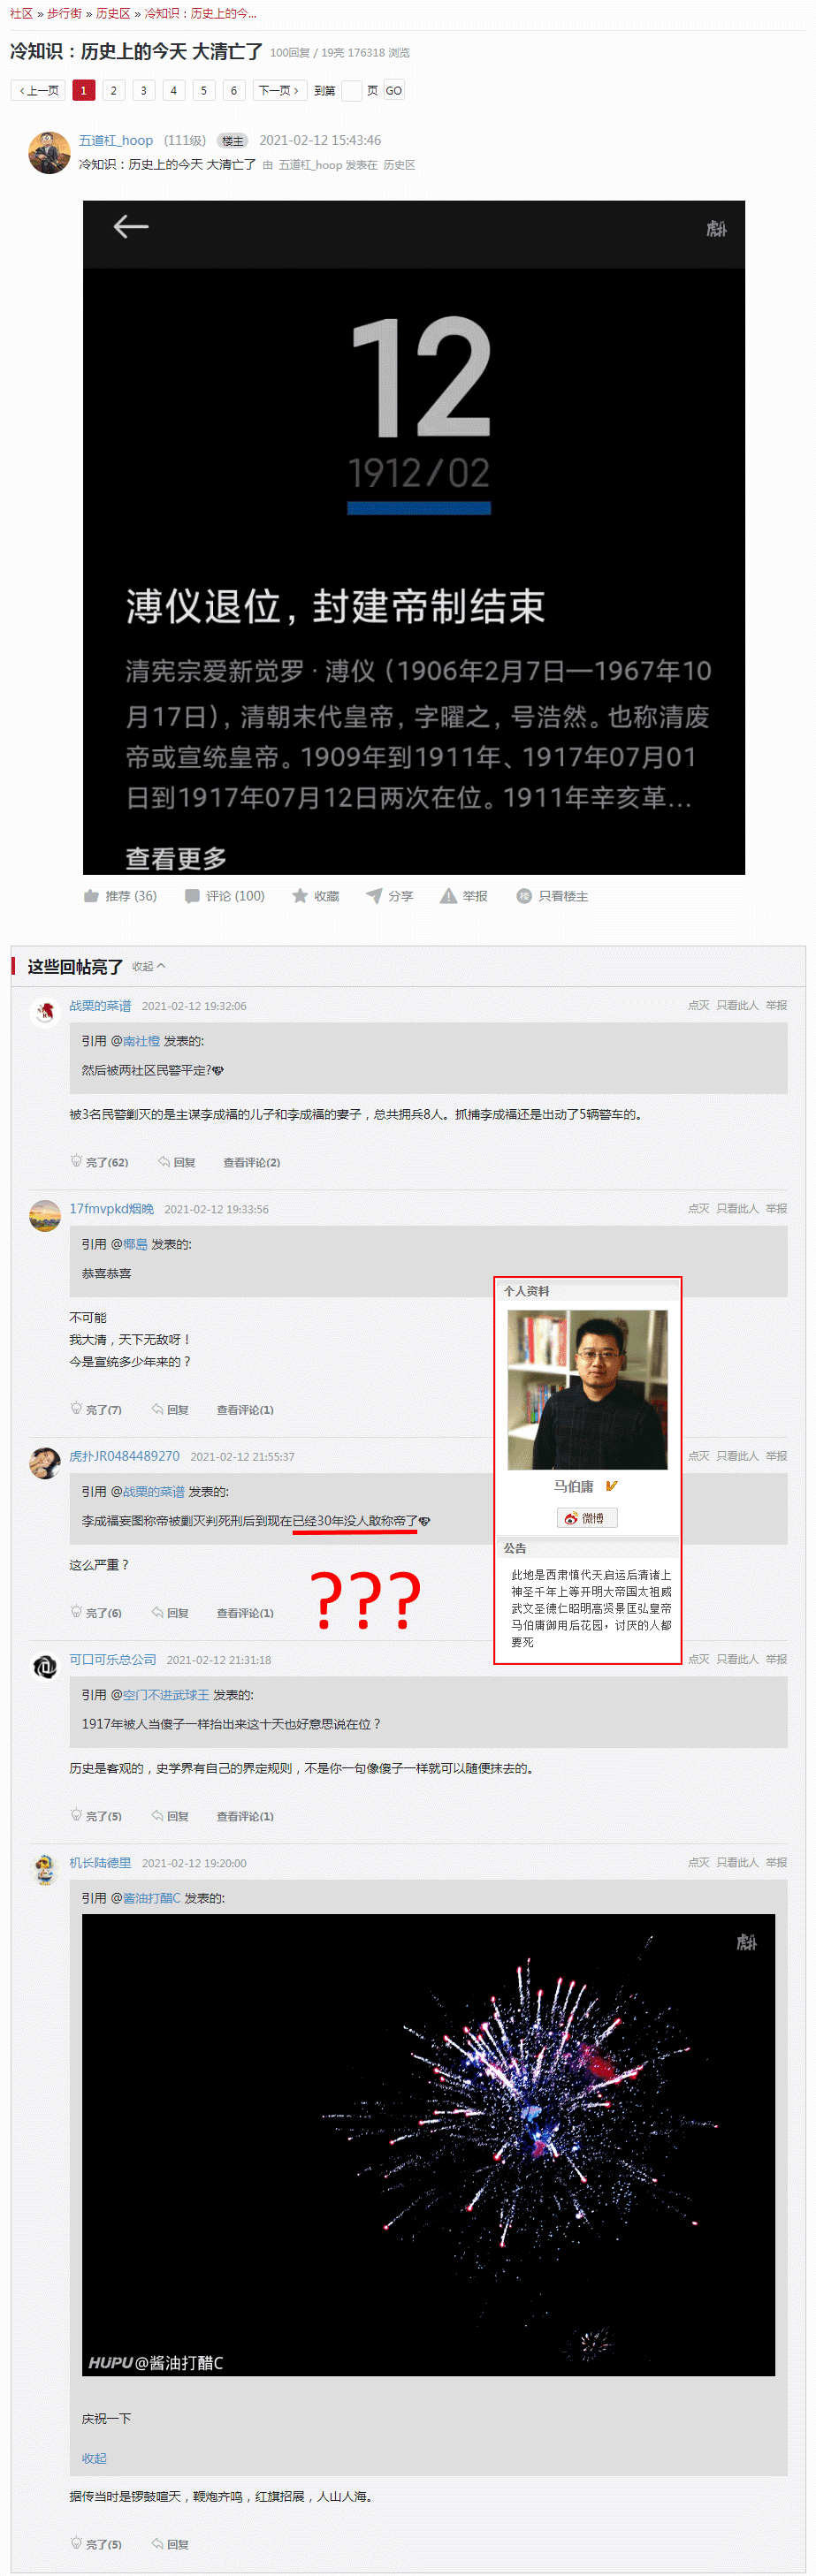 社区 » 步行街 » 历史区 » 冷知识：历史上的今...
冷知识：历史上的今天 大清亡了 100回复 / 19亮 176318 浏览
上一页 1 2 3 4 5 6 下一页 到第 页 GO
五道杠_hoop (111级) 楼主 2021-02-12 15:43:46
冷知识：历史上的今天 大清亡了 由 五道杠_hoop 发表在 历史区
虎扑
12
1912/02
溥仪退位，封建帝制结束
清宪宗爱新觉罗·溥仪（1906年2月7日—1967年10
月17日），清朝末代皇帝，字曜之，号浩然。也称清废
帝或宣统皇帝。1909年到1911年、1917年07月01
日到1917年07月12日两次在位。1911年辛亥革...
查看更多
推荐 (36) 评论 (100) 收藏 分享 举报 只看楼主
这些回帖亮了 收起
战栗的菜谱 2021-02-12 19:32:06 点灭 只看此人 举报
引用 @南社橙 发表的:
然后被两社区民警平定?
被3名民警剿灭的是主谋李成福的儿子和李成福的妻子，总共拥兵8人。抓捕李成福还是出动了5辆警车的。
亮了(62) 回复 查看评论(2)
17fmvpkd烟晚 2021-02-12 19:33:56 点灭 只看此人 举报
引用 @椰島 发表的:
恭喜恭喜
不可能
我大清，天下无敌呀！
今是宣统多少年来的？
亮了(7) 回复 查看评论(1)
个人资料
马伯庸
微博
公告
此地是西肃慎代天启运后清诸上
神圣千年上等开明大帝国太祖威
武文圣德仁昭明高贤景匡弘皇帝
马伯庸御用后花园，讨厌的人都
要死
虎扑JR0484489270 2021-02-12 21:55:37 点灭 只看此人 举报
引用 @战栗的菜谱 发表的:
李成福妄图称帝被剿灭判死刑后到现在已经30年没人敢称帝了
这么严重？
???
亮了(6) 回复 查看评论(1)
可口可乐总公司 2021-02-12 21:31:18 点灭 只看此人 举报
引用 @空门不进武球王 发表的:
1917年被人当傻子一样抬出来这十天也好意思说在位？
历史是客观的，史学界有自己的界定规则，不是你一句像傻子一样就可以随便抹去的。
亮了(5) 回复 查看评论(1)
机长陆德里 2021-02-12 19:20:00 点灭 只看此人 举报
引用 @酱油打醋C 发表的:
虎扑
HUPU@酱油打醋C
庆祝一下
收起
据传当时是锣鼓喧天，鞭炮齐鸣，红旗招展，人山人海。
亮了(5) 回复